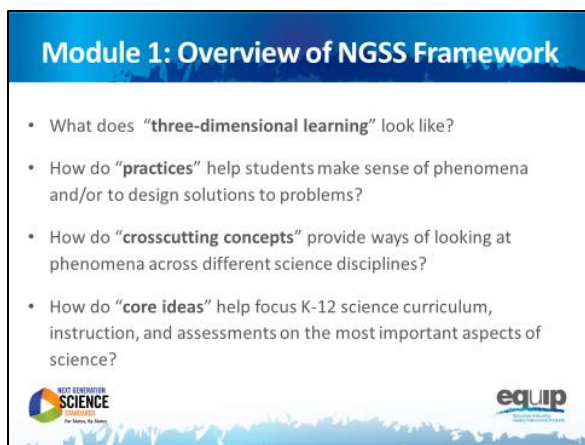 Module 1: Overview of NGSS Framework
• What does “three-dimensional learning” look like?
• How do “practices” help students make sense of phenomena
and/or to design solutions to problems?
• How do “crosscutting concepts” provide ways of looking at
phenomena across different science disciplines?
• How do “core ideas” help focus K-12 science curriculum,
instruction, and assessments on the most important aspects of
science?
NEXT GENERATION
SCIENCE
STANDARDS
For States, By States
equip